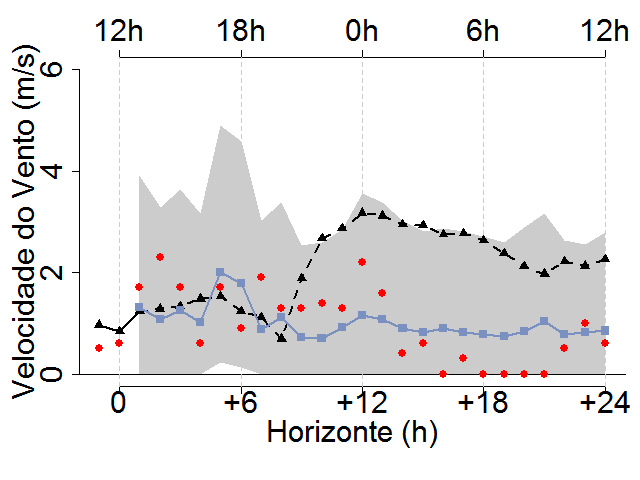 12h 18h 0h 6h 12h
Velocidade do Vento (m/s)
6
4
2
0
0 +6 +12 +18 +24
Horizonte (h)